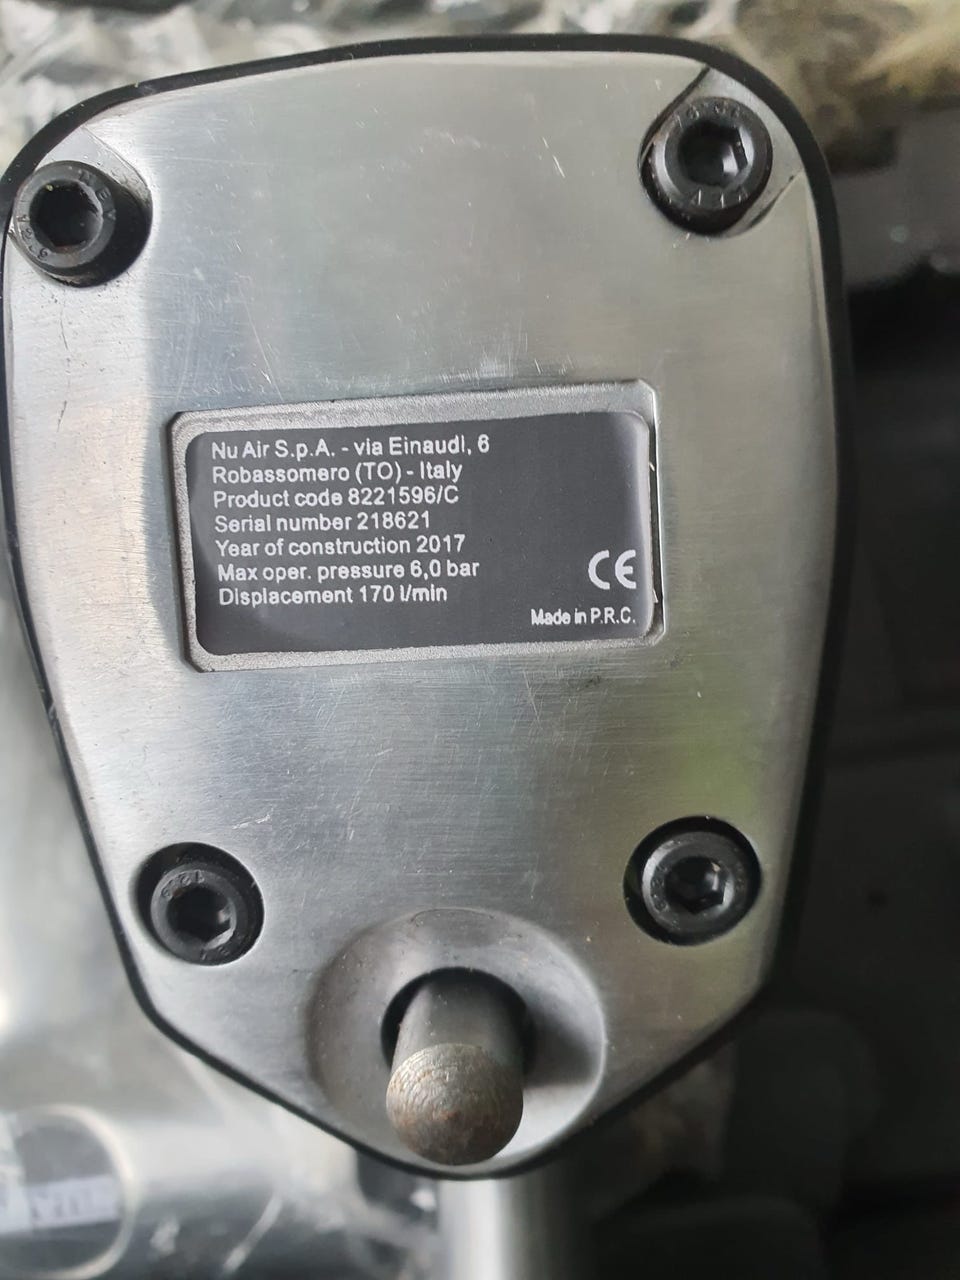 Nu Air S.p.A. - via Einaudi, 6
Robassomero (TO) - Italy
Product code 8221596/C
Serial number 218621
Year of construction 2017
Max oper. pressure 6,0 bar
Displacement 170 l/min
CE
Made in P.R.C.